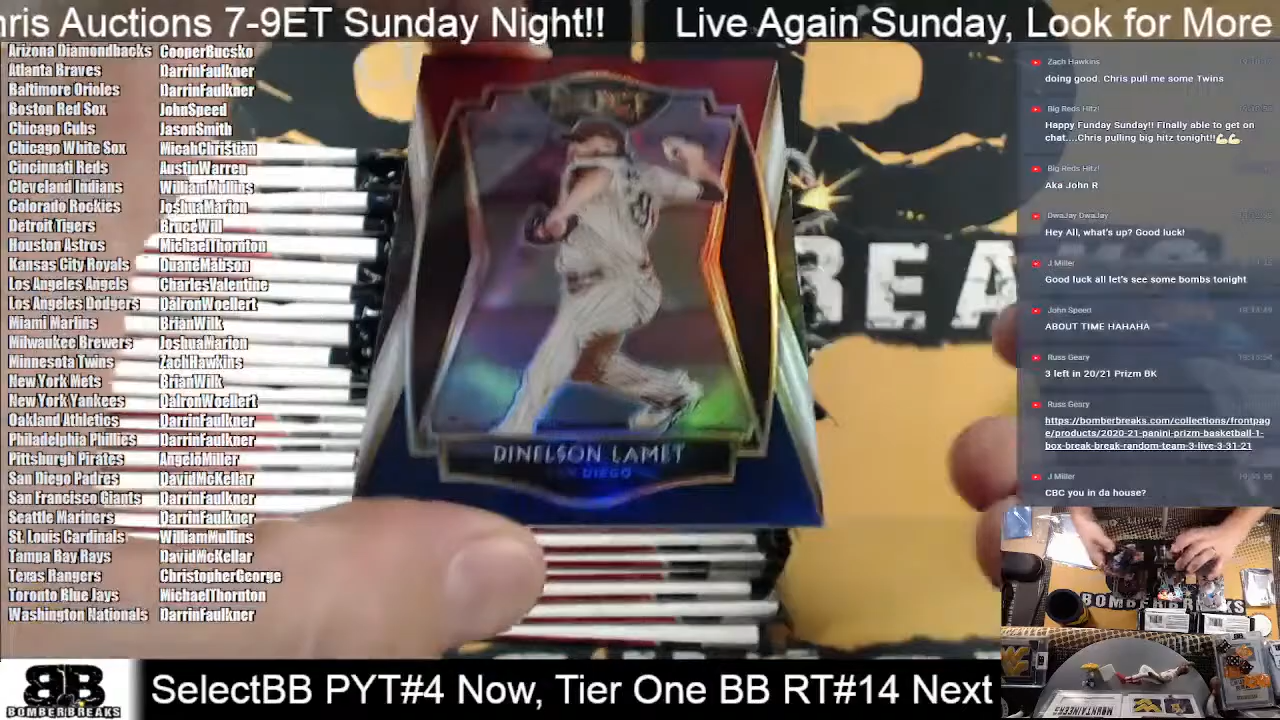 hris Auctions 7-9ET Sunday Night!! Live Again Sunday, Look for More
Arizona Diamondbacks CooperBucsko
Atlanta Braves DarrinFaulkner
Baltimore Orioles DarrinFaulkner
Boston Red Sox JohnSpeed
Chicago Cubs JasonSmith
Chicago White Sox MicahChristian
Cincinnati Reds AustinWarren
Cleveland Indians WilliamMullins
Colorado Rockies JoshuaMarion
Detroit Tigers BruceWill
Houston Astros MichaelThornton
Kansas City Royals DuaneMabson
Los Angeles Angels CharlesValentine
Los Angeles Dodgers DalronWoellert
Miami Marlins BrianWilk
Milwaukee Brewers JoshuaMarion
Minnesota Twins ZachHawkins
New York Mets BrianWilk
New York Yankees DalronWoellert
Oakland Athletics DarrinFaulkner
Philadelphia Phillies DarrinFaulkner
Pittsburgh Pirates AngeloMiller
San Diego Padres DavidMcKellar
San Francisco Giants DarrinFaulkner
Seattle Mariners DarrinFaulkner
St. Louis Cardinals WilliamMullins
Tampa Bay Rays DavidMcKellar
Texas Rangers ChristopherGeorge
Toronto Blue Jays MichaelThornton
Washington Nationals DarrinFaulkner
SELECT
DINELSON LAMET
SAN DIEGO
BREA
Zach Hawkins
doing good. Chris pull me some Twins
Big Reds Hitz!
Happy Funday Sunday!! Finally able to get on
chat....Chris pulling big hitz tonight!!💪💪
Big Reds Hitz!
Aka John R
DwaJay DwaJay
Hey All, what's up? Good luck!
J Miller
Good luck all let's see some bombs tonight
John Speed
ABOUT TIME HAHAHA
Russ Geary
3 left in 20/21 Prizm BK
Russ Geary
https://bomberbreaks.com/collections/frontpag
e/products/2020-21-panini-prizm-basketball-1-
box-break-break-random-team-3-live-3-31-21
J Miller
CBC you in da house?
BOMBERBREAKS
MOUNTAINEERS
BB
BOMBERBREAKS
SelectBB PYT#4 Now, Tier One BB RT#14 Next